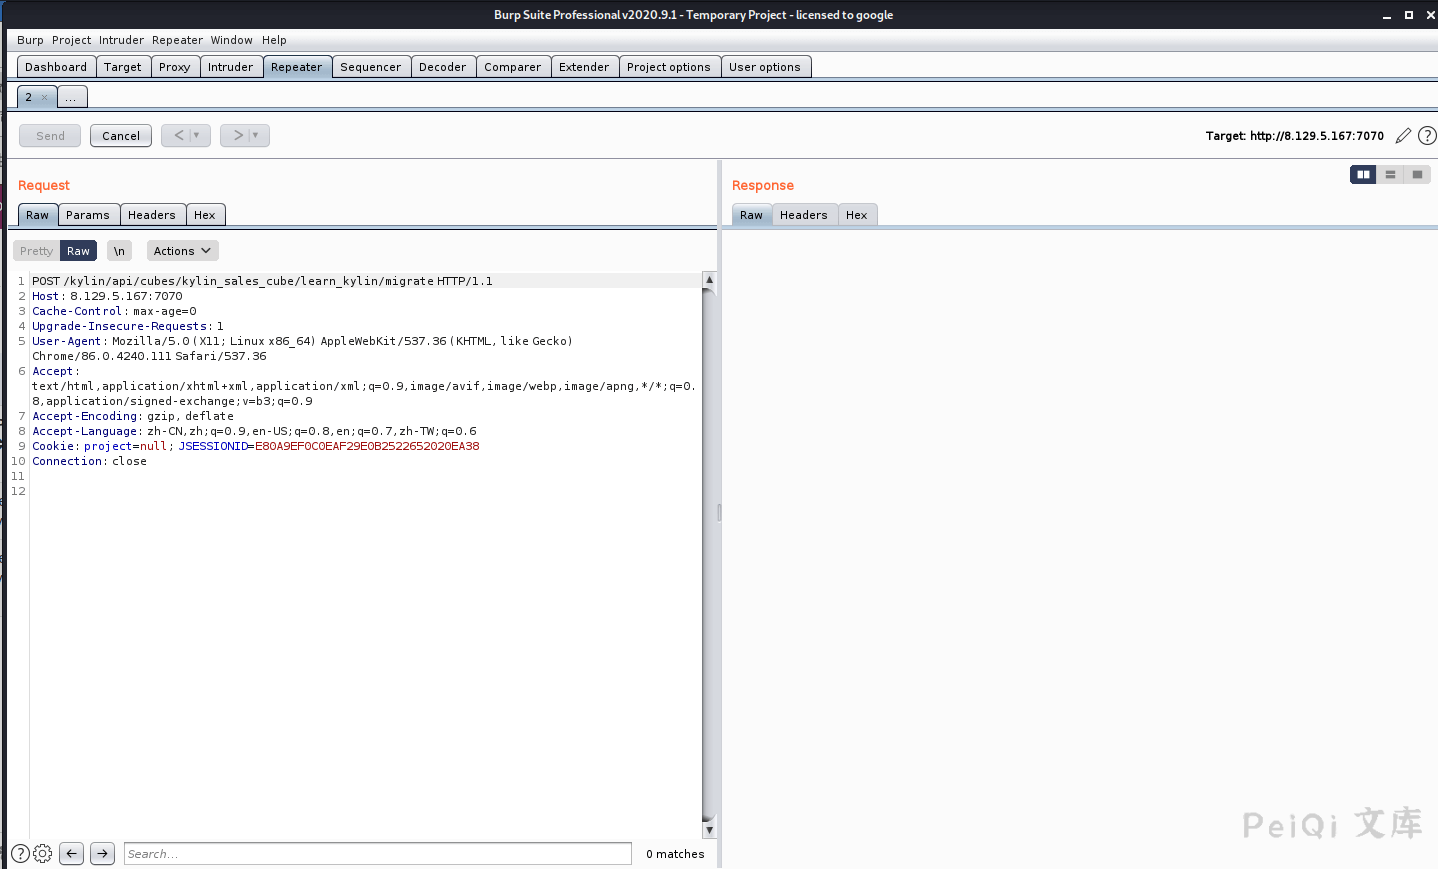 Burp Suite Professional v2020.9.1 - Temporary Project - licensed to google
Burp Project Intruder Repeater Window Help
Dashboard Target Proxy Intruder Repeater Sequencer Decoder Comparer Extender Project options User options
2 × ...
Send Cancel < > Target: http://8.129.5.167:7070
Request
Response
Raw Params Headers Hex
Raw Headers Hex
Pretty Raw \n Actions
1 POST /kylin/api/cubes/kylin_sales_cube/learn_kylin/migrate HTTP/1.1
2 Host: 8.129.5.167:7070
3 Cache-Control: max-age=0
4 Upgrade-Insecure-Requests: 1
5 User-Agent: Mozilla/5.0 (X11; Linux x86_64) AppleWebKit/537.36 (KHTML, like Gecko)
Chrome/86.0.4240.111 Safari/537.36
6 Accept:
text/html,application/xhtml+xml,application/xml;q=0.9,image/avif,image/webp,image/apng,*/*;q=0.
8,application/signed-exchange;v=b3;q=0.9
7 Accept-Encoding: gzip, deflate
8 Accept-Language: zh-CN,zh;q=0.9,en-US;q=0.8,en;q=0.7,zh-TW;q=0.6
9 Cookie: project=null; JSESSIONID=E80A9EF0C0EAF29E0B2522652020EA38
10 Connection: close
11
12
PeiQi 文库
Search...
0 matches